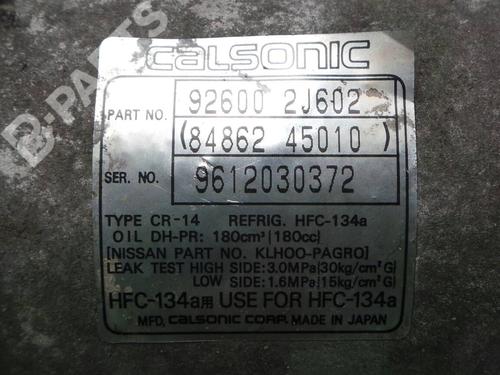 B-PARTS
CALSONIC
PART NO. 92600 2J602
(84862 45010)
SER. NO. 9612030372
TYPE CR-14 REFRIG. HFC-134a
OIL DH-PR: 180cm³(180cc)
[NISSAN PART NO. KLH00-PAGR0]
LEAK TEST HIGH SIDE:3.0MPa(30kg/cm²G)
LOW SIDE:1.6MPa(15kg/cm²G)
HFC-134a用 USE FOR HFC-134a
MFD. CALSONIC CORP. MADE IN JAPAN